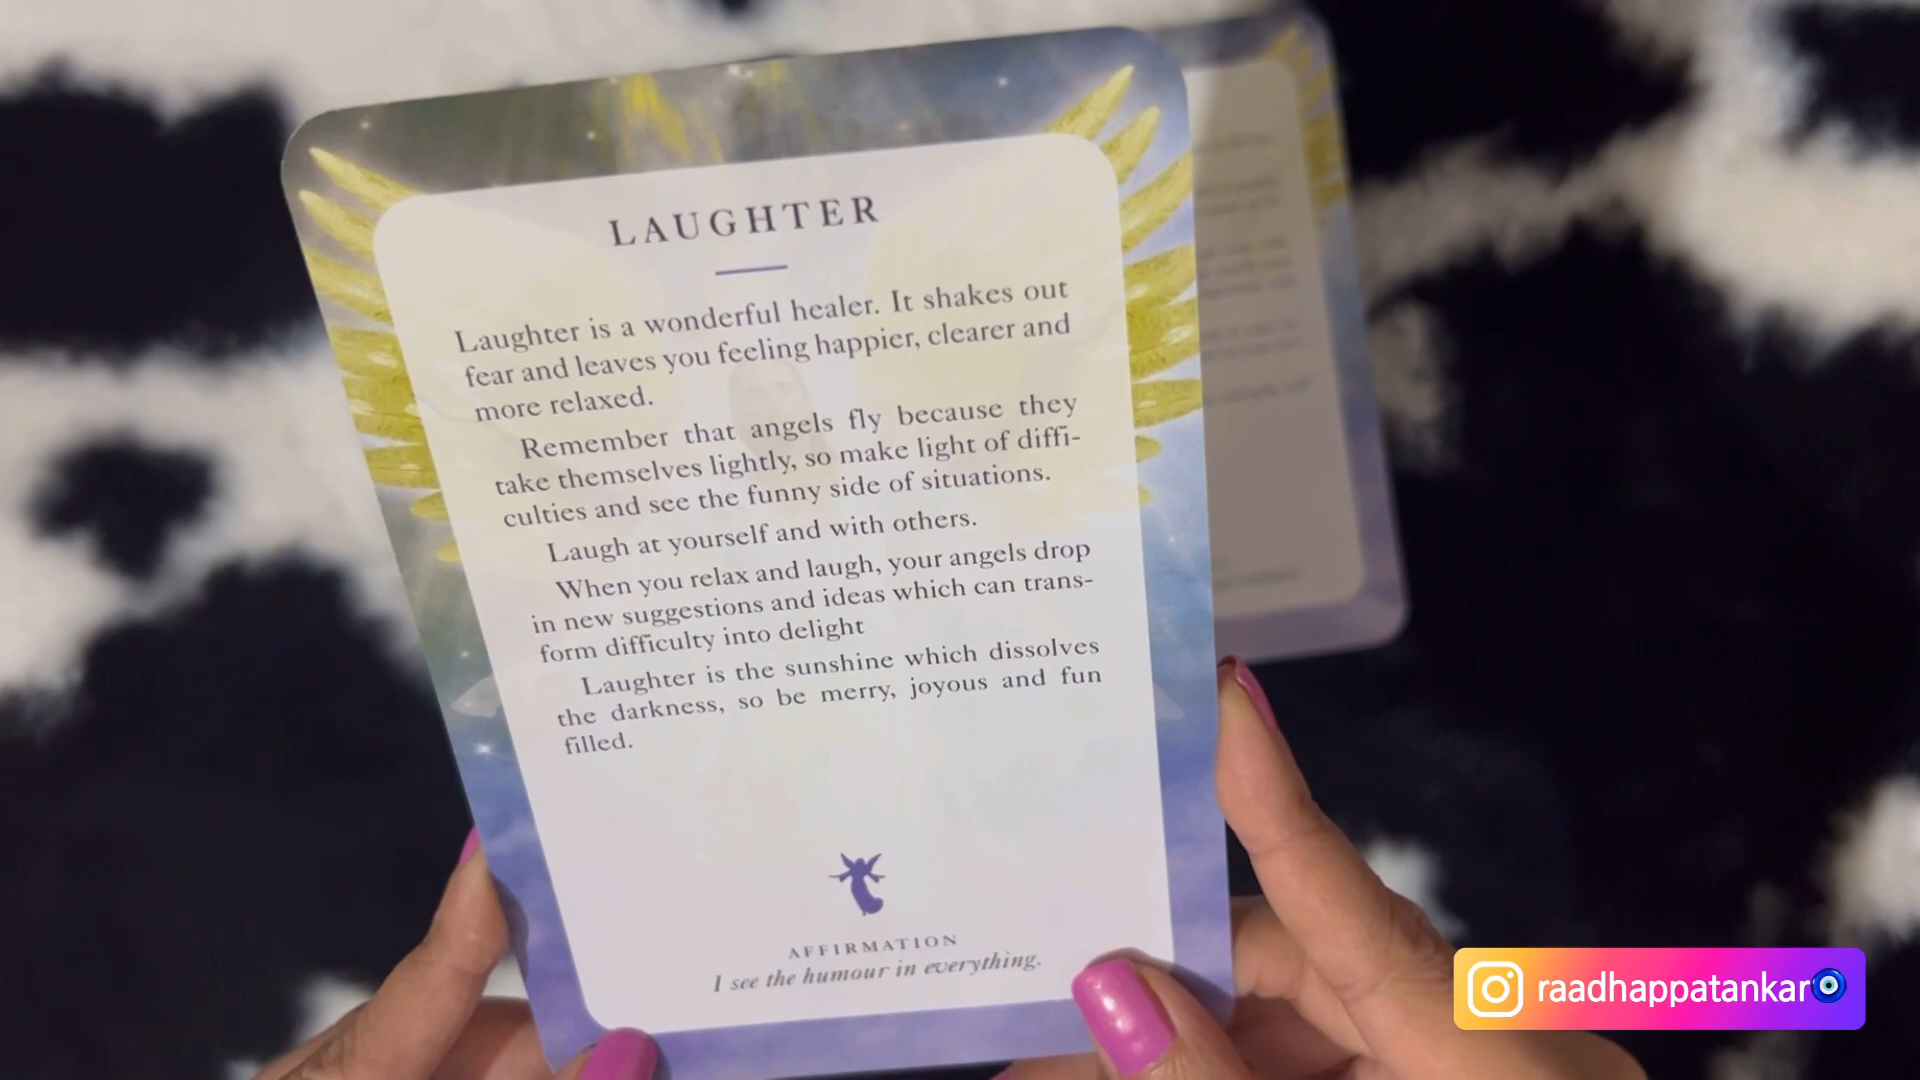 LAUGHTER
Laughter is a wonderful healer. It shakes out
fear and leaves you feeling happier, clearer and
more relaxed.
Remember that angels fly because they
take themselves lightly, so make light of diffi-
culties and see the funny side of situations.
Laugh at yourself and with others.
When you relax and laugh, your angels drop
in new suggestions and ideas which can trans-
form difficulty into delight
Laughter is the sunshine which dissolves
the darkness, so be merry, joyous and fun
filled.
AFFIRMATION
I see the humour in everything.
raadhappatankar